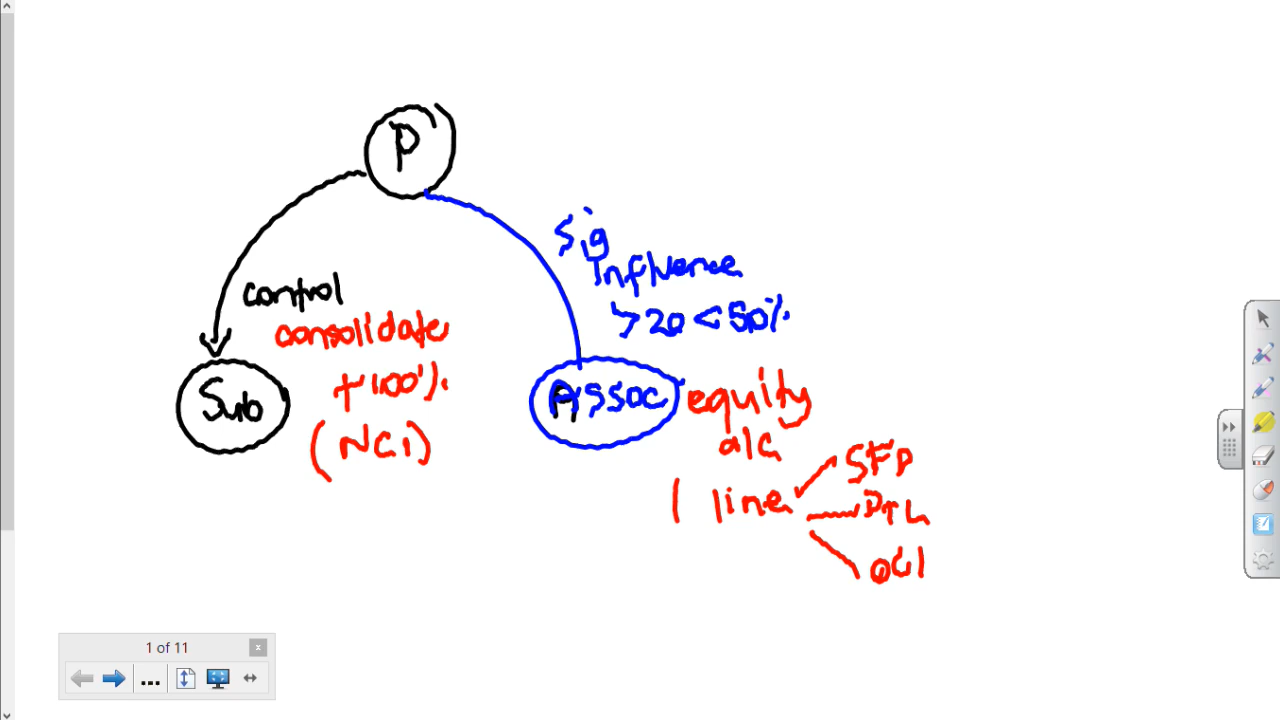 P
control
consolidate
+ 100%
(NCI)
Sub
Sig
Influence
>20 <50%
Assoc
equity
a/c
1 line
SFP
P+L
OCI
1 of 11